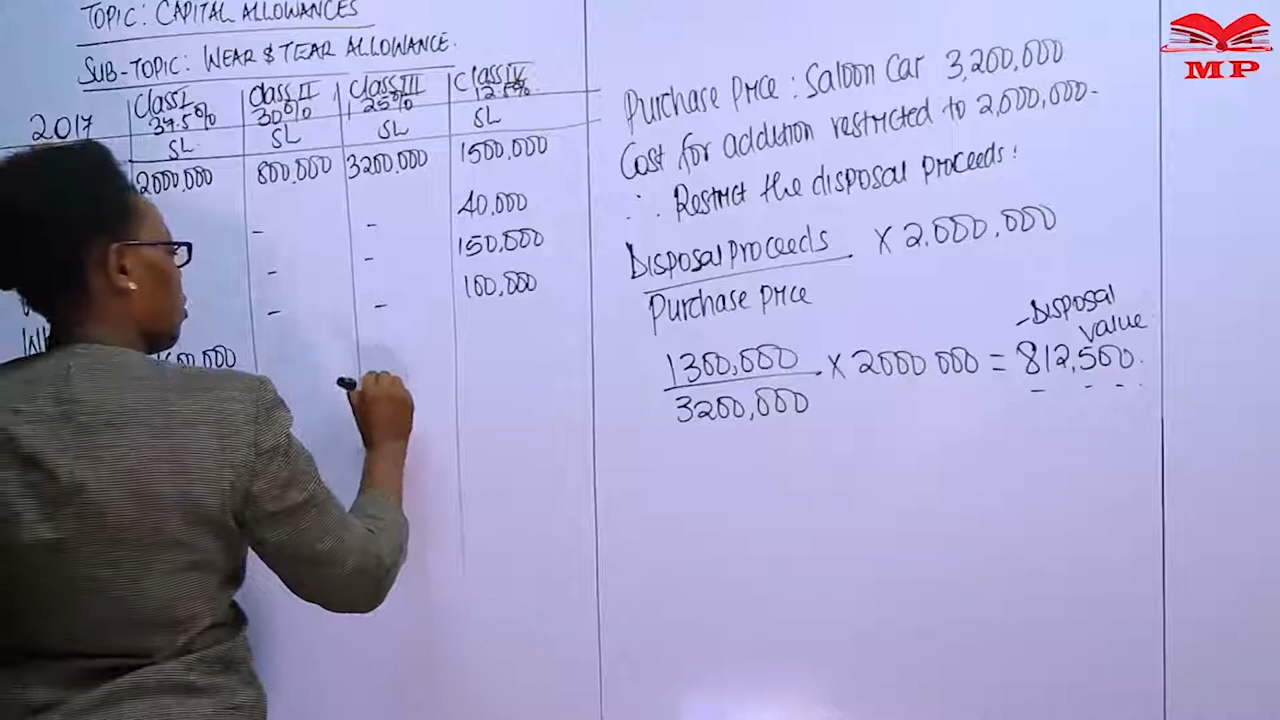 TOPIC: CAPITAL ALLOWANCES
SUB-TOPIC: WEAR & TEAR ALLOWANCE.
2017 Class I Class II Class III Class IV
37.5% 30% 25% 12.5%
SL SL SL SL
2000,000 800,000 3200,000 1500,000
40,000
- - 150,000
- - 100,000
- -
Purchase Price: Saloon Car 3,200,000
Cost for addition restricted to 2,000,000-
∴ Restrict the disposal proceeds:
Disposal proceeds X 2,000,000
Purchase Price
- Disposal value
1300,000 X 2000 000 = 812,500.
3200,000
MP